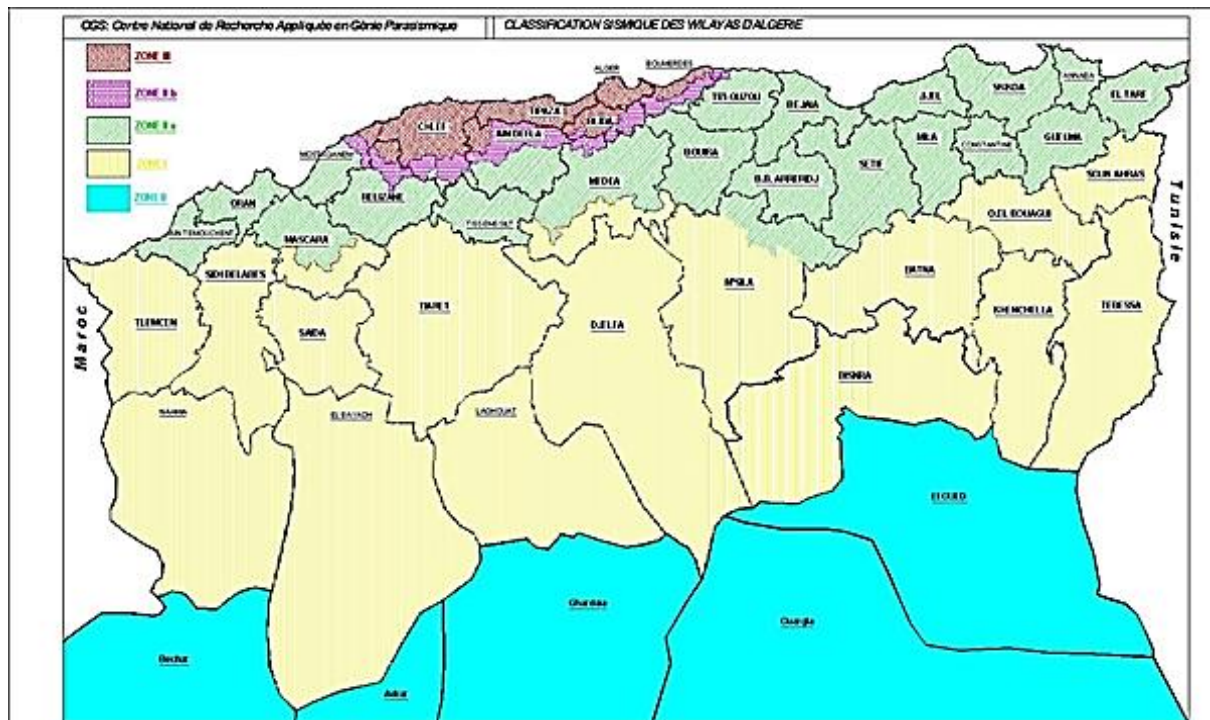 CGS: Centre National de Recherche Appliquée en Génie Parasismique
CLASSIFICATION SISMIQUE DES WILAYAS D'ALGERIE
ZONE III
ZONE II b
ZONE II a
ZONE I
ZONE 0
ALGER
BOUMERDES
TIPAZA
CHLEF
AIN DEFLA
BLIDA
TIZI OUZOU
BEJAIA
JIJEL
SKIKDA
ANNABA
EL TARF
MOSTAGANEM
RELIZANE
MEDEA
BOUIRA
B.B. ARRERIDJ
SETIF
MILA
CONSTANTINE
GUELMA
SOUK AHRAS
ORAN
AIN TEMOUCHENT
MASCARA
TISSEMSILT
O.EL BOUAGUI
Tunisie
SIDI BEL ABES
TLEMCEN
SAIDA
TIARET
DJELFA
M'SILA
BATNA
KHENCHELLA
TEBESSA
Maroc
BISKRA
NAAMA
EL BAYADH
LAGHOUAT
El OUED
Ghardaia
Ouargla
Bechar
Adrar